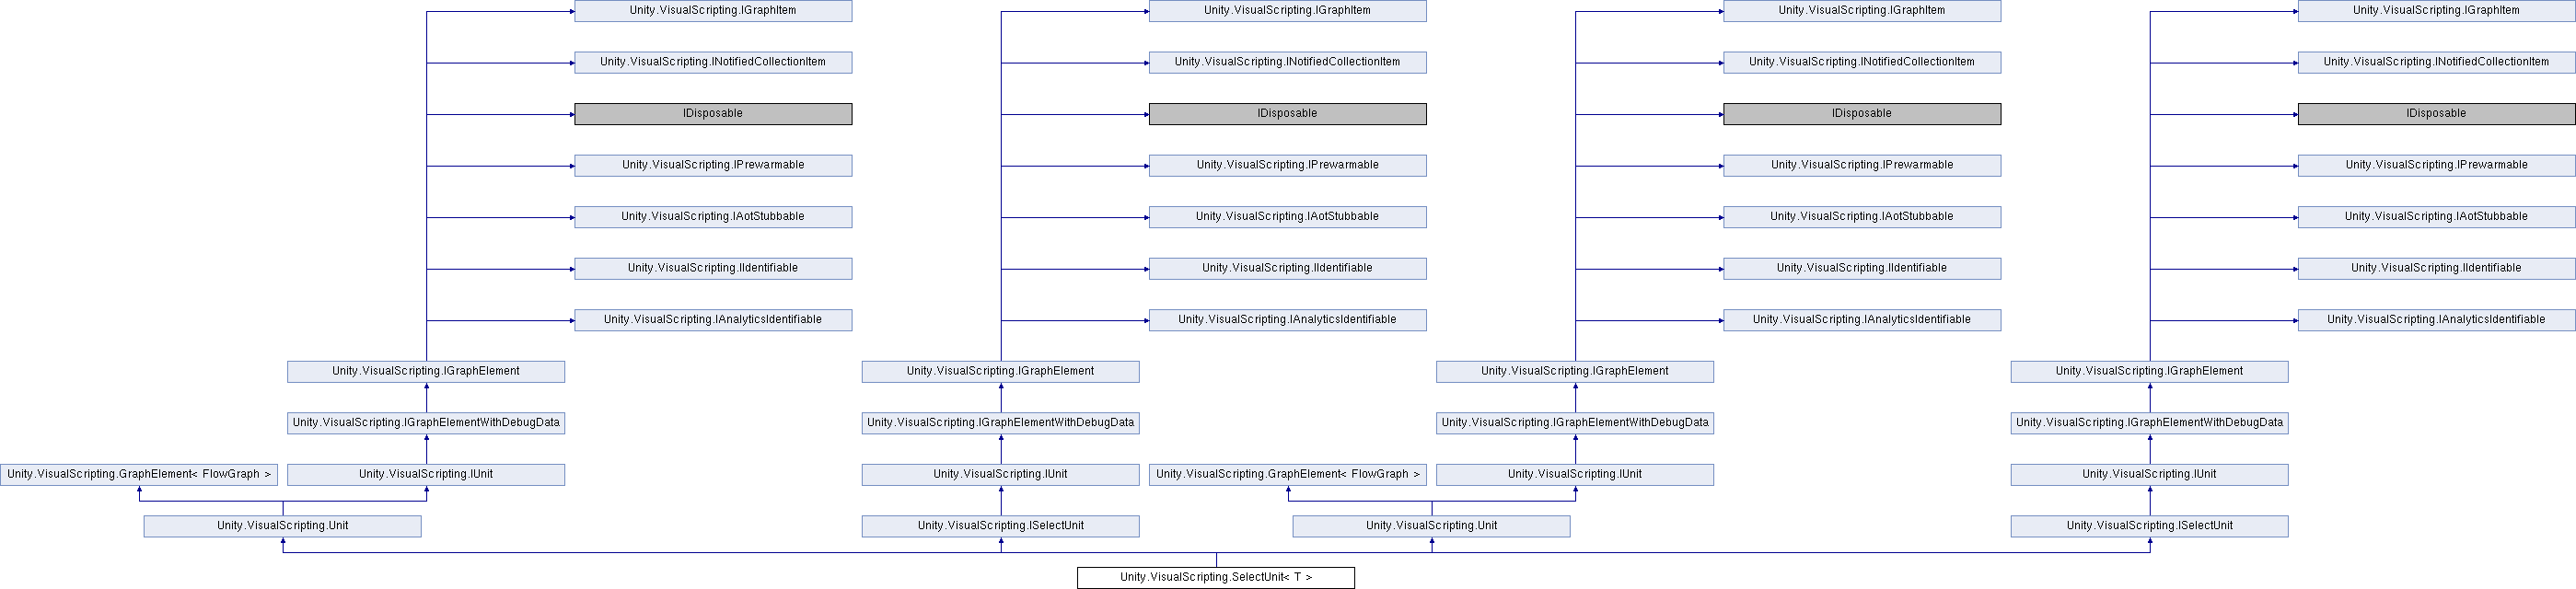 Unity.VisualScripting.IGraphItem Unity.VisualScripting.IGraphItem Unity.VisualScripting.IGraphItem Unity.VisualScripting.IGraphItem
Unity.VisualScripting.INotifiedCollectionItem Unity.VisualScripting.INotifiedCollectionItem Unity.VisualScripting.INotifiedCollectionItem Unity.VisualScripting.INotifiedCollectionItem
IDisposable IDisposable IDisposable IDisposable
Unity.VisualScripting.IPrewarmable Unity.VisualScripting.IPrewarmable Unity.VisualScripting.IPrewarmable Unity.VisualScripting.IPrewarmable
Unity.VisualScripting.IAotStubbable Unity.VisualScripting.IAotStubbable Unity.VisualScripting.IAotStubbable Unity.VisualScripting.IAotStubbable
Unity.VisualScripting.IIdentifiable Unity.VisualScripting.IIdentifiable Unity.VisualScripting.IIdentifiable Unity.VisualScripting.IIdentifiable
Unity.VisualScripting.IAnalyticsIdentifiable Unity.VisualScripting.IAnalyticsIdentifiable Unity.VisualScripting.IAnalyticsIdentifiable Unity.VisualScripting.IAnalyticsIdentifiable
Unity.VisualScripting.IGraphElement Unity.VisualScripting.IGraphElement Unity.VisualScripting.IGraphElement Unity.VisualScripting.IGraphElement
Unity.VisualScripting.IGraphElementWithDebugData Unity.VisualScripting.IGraphElementWithDebugData Unity.VisualScripting.IGraphElementWithDebugData Unity.VisualScripting.IGraphElementWithDebugData
Unity.VisualScripting.GraphElement< FlowGraph > Unity.VisualScripting.IUnit Unity.VisualScripting.IUnit Unity.VisualScripting.GraphElement< FlowGraph > Unity.VisualScripting.IUnit Unity.VisualScripting.IUnit
Unity.VisualScripting.Unit Unity.VisualScripting.ISelectUnit Unity.VisualScripting.Unit Unity.VisualScripting.ISelectUnit
Unity.VisualScripting.SelectUnit< T >